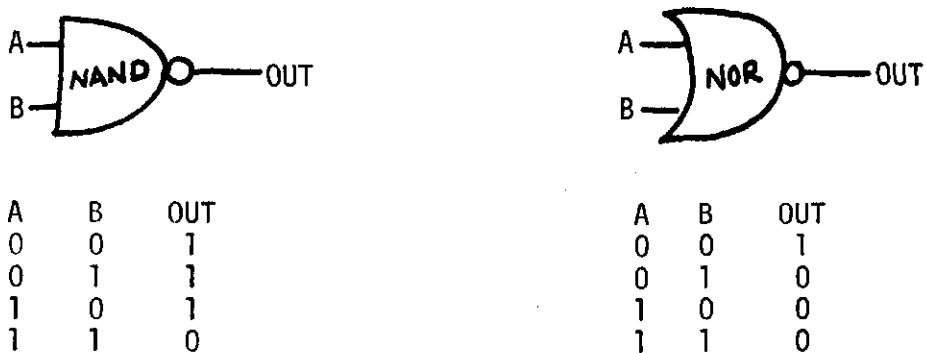 A NAND OUT
B
A NOR OUT
B
A B OUT
0 0 1
0 1 1
1 0 1
1 1 0
A B OUT
0 0 1
0 1 0
1 0 0
1 1 0